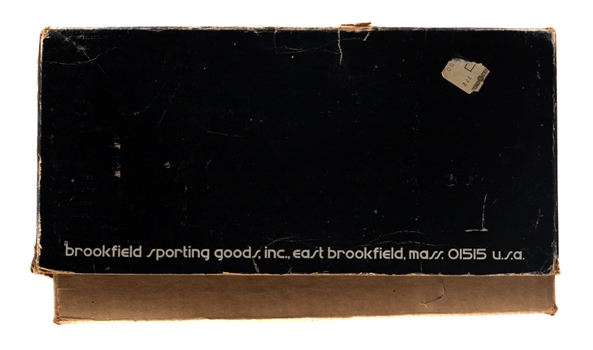 brookfield sporting goods, inc., east brookfield, mass. 01515 u.s.a.